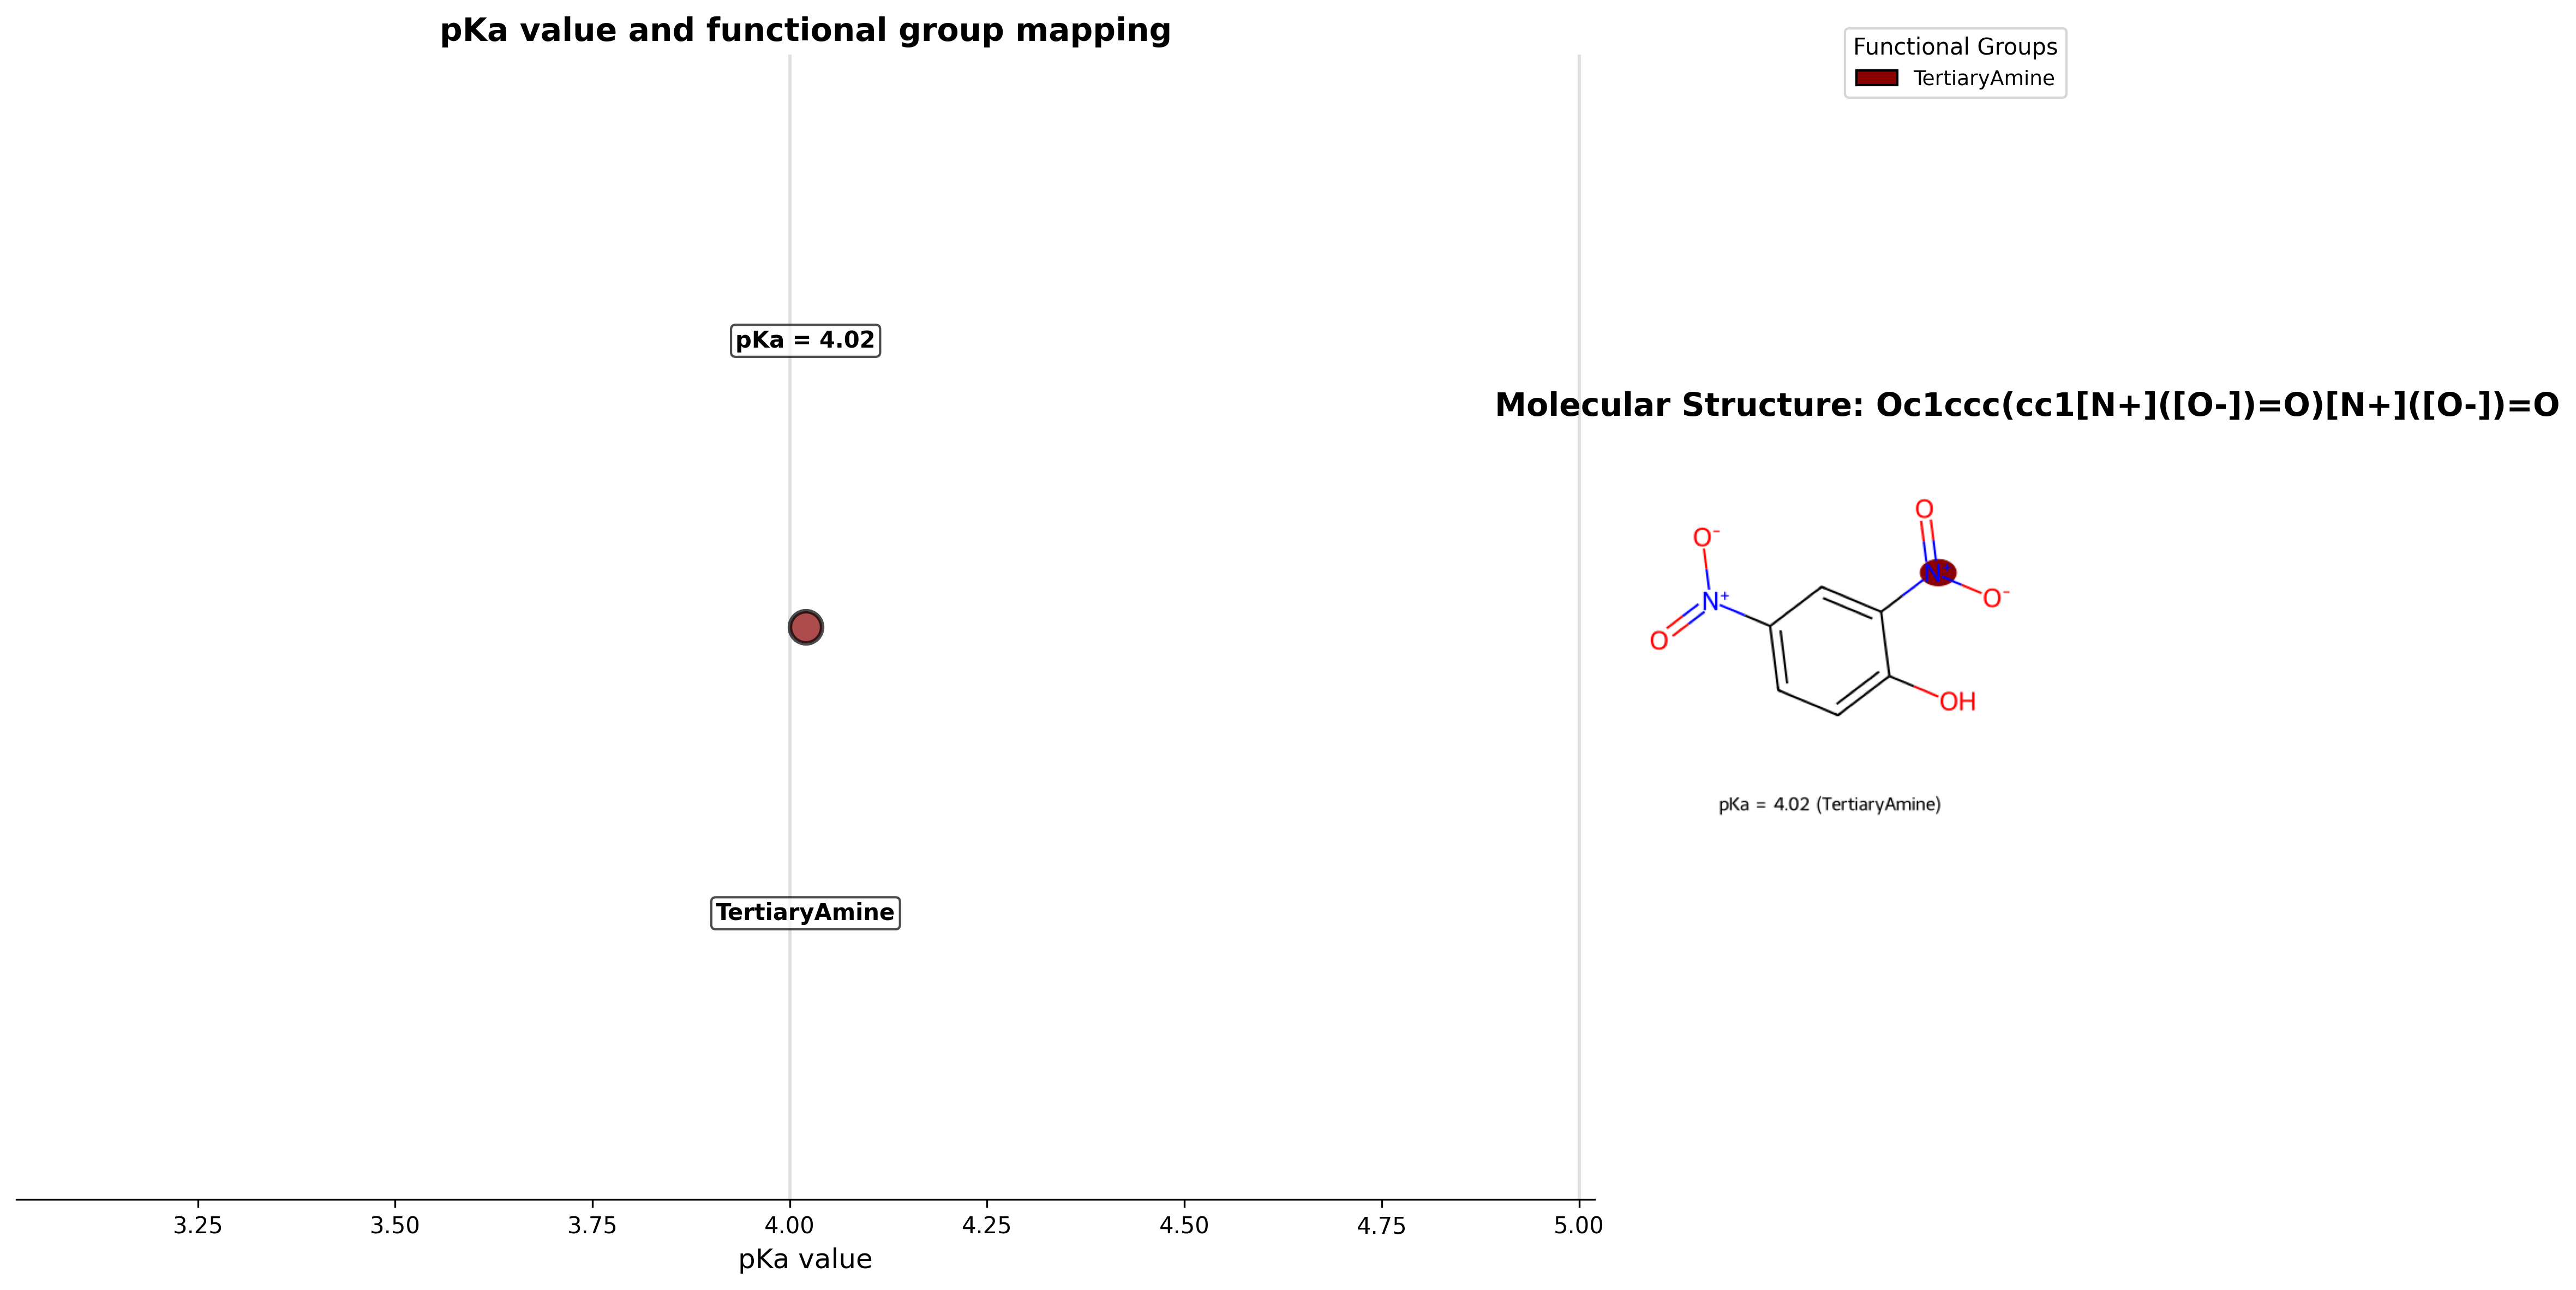 pKa value and functional group mapping
Functional Groups
TertiaryAmine
pKa = 4.02
Molecular Structure: Oc1ccc(cc1[N+]([O-])=O)[N+]([O-])=O
O
O⁻
N⁺
N⁺
O⁻
O
OH
pKa = 4.02 (TertiaryAmine)
TertiaryAmine
3.25 3.50 3.75 4.00 4.25 4.50 4.75 5.00
pKa value